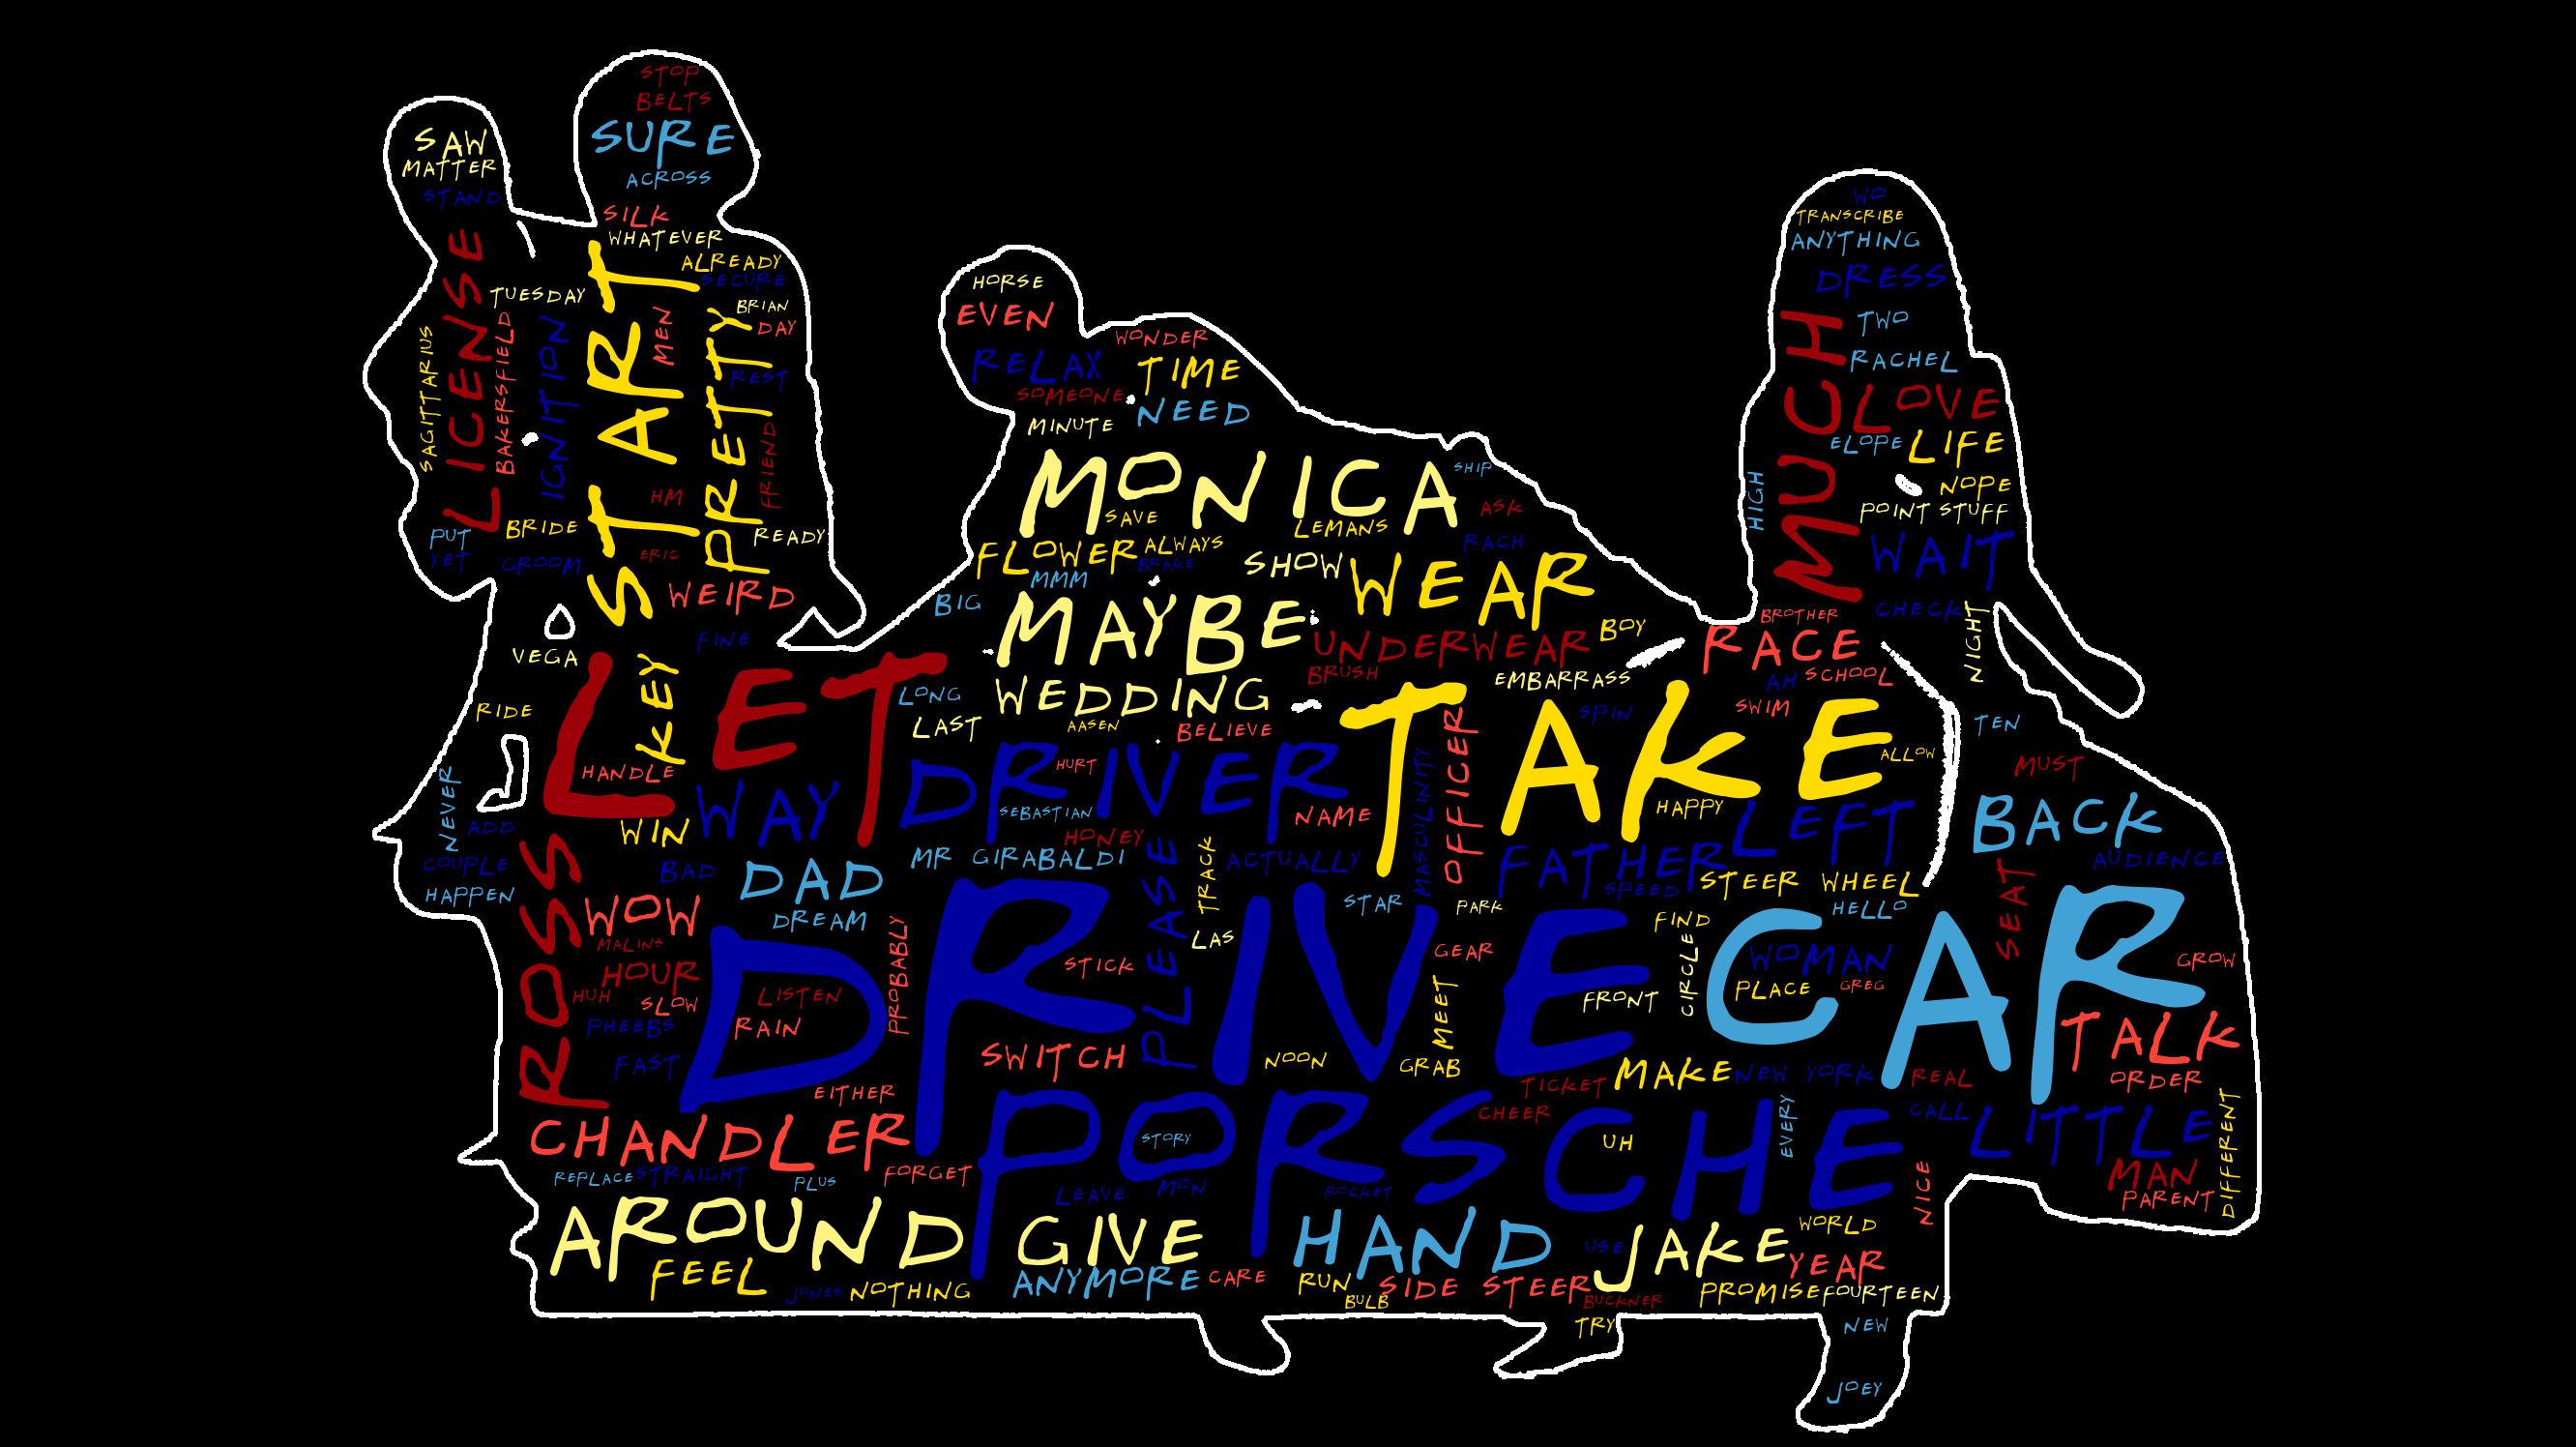 STOP
BELTS
SURE
ACROSS
SAW
MATTER
STAND
SILK
WHATEVER
ALREADY
SECURE
LICENSE
TUESDAY
SAGITTARIUS
BAKERSFIELD
IGNITION
START
MEN
PRETTY
BRIAN
DAY
REST
FRIEND
HM
READY
PUT
YET
BRIDE
GROOM
ERIC
WEIRD
FINE
VEGA
KEY
RIDE
HORSE
EVEN
WONDER
RELAX
TIME
SOMEONE
NEED
MINUTE
MONICA
SHIP
SAVE
LEMANS
ASK
FLOWER
ALWAYS
RACH
BRAKE
SHOW
MMM
WEAR
BIG
MAYBE
UNDERWEAR
BOY
BRUSH
EMBARRASS
WEDDING
LONG
LAST
AASEN
BELIEVE
WO
TRANSCRIBE
ANYTHING
DRESS
TWO
RACHEL
MUCH
LOVE
ELOPE
LIFE
NOPE
HIGH
POINT
STUFF
WAIT
BROTHER
CHECK
NIGHT
RACE
AH
SCHOOL
SPIN
SWIM
TEN
LET
TAKE
ALLOW
MUST
HANDLE
NEVER
ADD
WIN
WAY
DRIVER
HURT
SEBASTIAN
NAME
MASCULINITY
OFFICER
HAPPY
LEFT
BACK
AUDIENCE
COUPLE
HAPPEN
ROSS
BAD
DAD
MR GIRABALDI
HONEY
PLEASE
TRACK
ACTUALLY
FATHER
SPEED
STEER WHEEL
SEAT
WOW
DREAM
PROBABLY
STAR
PARK
FIND
HELLO
MALINS
HOUR
HUH
SLOW
LISTEN
RAIN
PHEEBS
FAST
DRIVE
STICK
LAS
GEAR
MEET
FRONT
CIRCLE
CAR
WOMAN
PLACE
GREG
GROW
TALK
ORDER
SWITCH
NOON
GRAB
TICKET
MAKE
NEW YORK
REAL
EITHER
CHANDLER
PORSCHE
STORY
CHEER
UH
EVERY
CALL
LITTLE
DIFFERENT
MAN
PARENT
REPLACE
STRAIGHT
PLUS
FORGET
LEAVE
MON
ROCKET
NICE
AROUND
GIVE
HAND
USE
JAKE
WORLD
YEAR
FEEL
JONES
NOTHING
ANYMORE
CARE
RUN
BULB
SIDE STEER
BUCKNER
PROMISE
FOURTEEN
TRY
NEW
JOEY